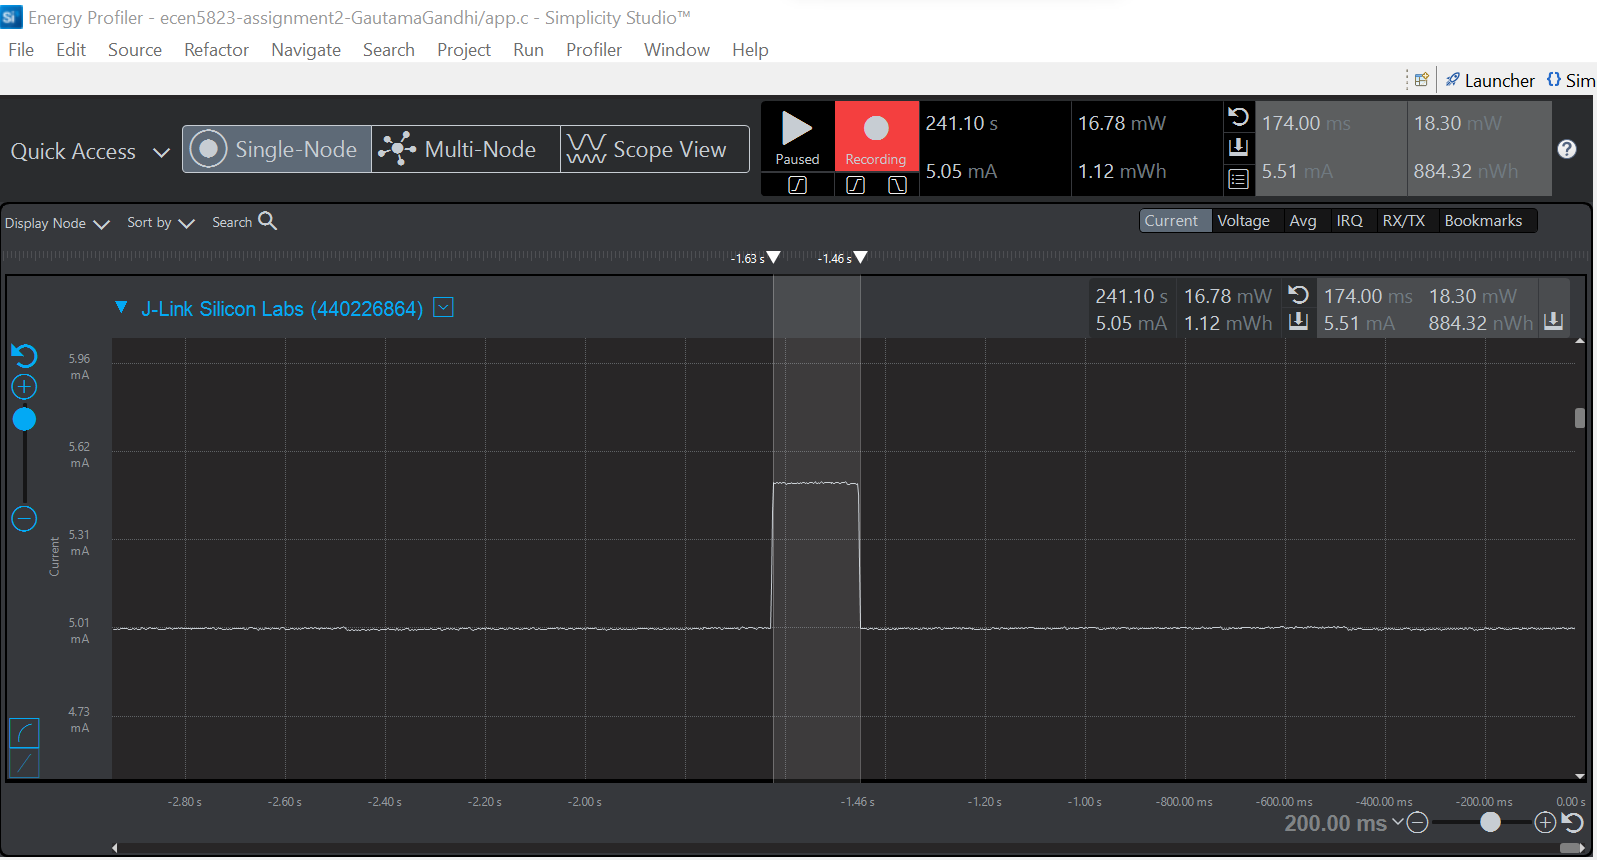 Si Energy Profiler - ecen5823-assignment2-GautamaGandhi/app.c - Simplicity Studio™
File Edit Source Refactor Navigate Search Project Run Profiler Window Help
Launcher {} Sim
Quick Access Single-Node Multi-Node Scope View
Paused Recording
241.10 s 16.78 mW 174.00 ms 18.30 mW
5.05 mA 1.12 mWh 5.51 mA 884.32 nWh
?
Display Node Sort by Search
Current Voltage Avg IRQ RX/TX Bookmarks
-1.63 s -1.46 s
J-Link Silicon Labs (440226864)
241.10 s 16.78 mW 174.00 ms 18.30 mW
5.05 mA 1.12 mWh 5.51 mA 884.32 nWh
5.96
mA
5.62
mA
5.31
mA
5.01
mA
4.73
mA
Current
-2.80 s -2.60 s -2.40 s -2.20 s -2.00 s -1.46 s -1.20 s -1.00 s -800.00 ms -600.00 ms -400.00 ms -200.00 ms 0.00 s
200.00 ms